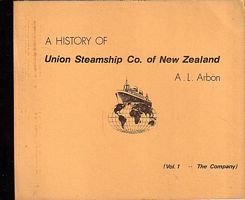 A HISTORY OF
Union Steamship Co. of New Zealand
A. L. Arbon
(Vol. 1 -- The Company)